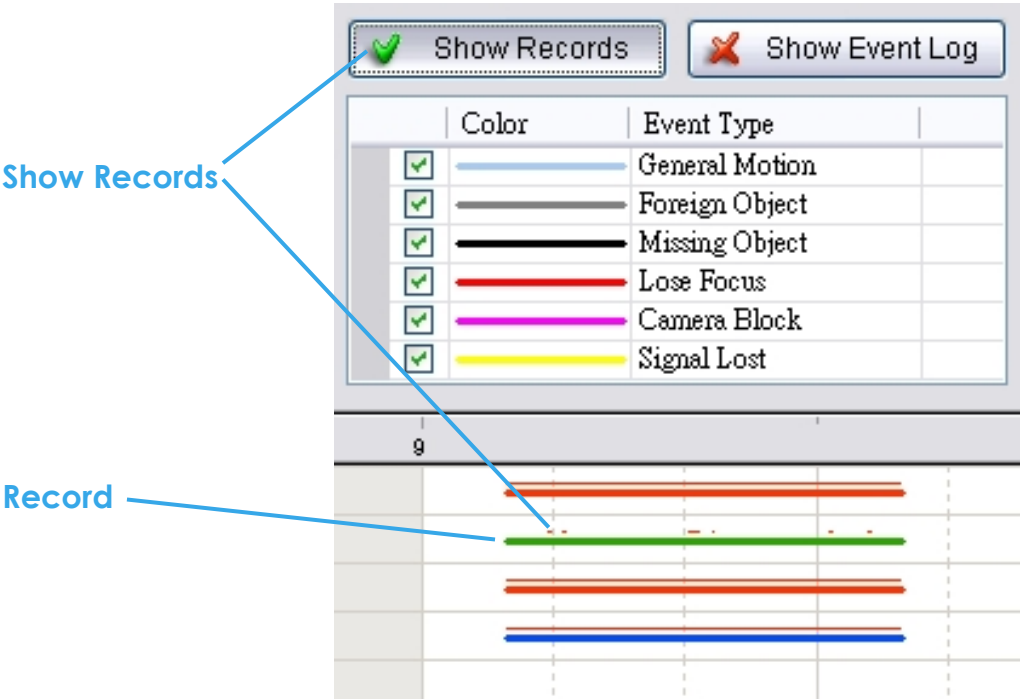 Show Records
Show Event Log
Color
Event Type
General Motion
Show Records
Foreign Object
Missing Object
Lose Focus
Camera Block
Signal Lost
9
Record